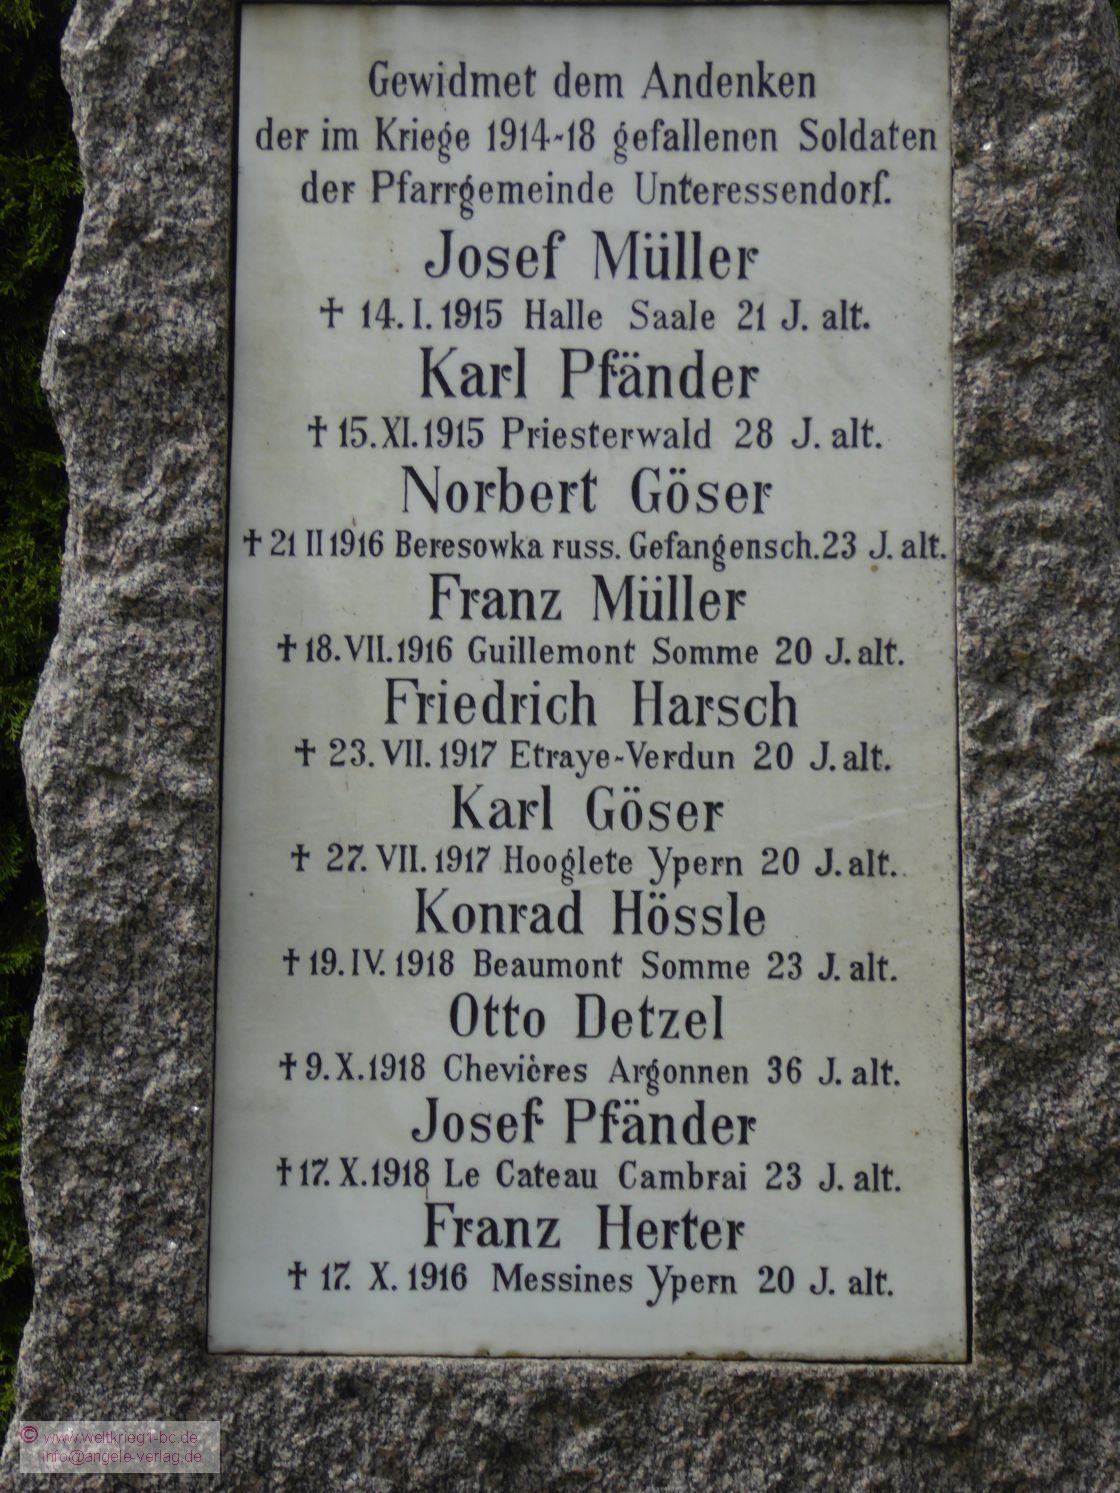 Gewidmet dem Andenken
der im Kriege 1914-18 gefallenen Soldaten
der Pfarrgemeinde Unteressendorf.
Josef Müller
† 14. I. 1915 Halle Saale 21 J. alt.
Karl Pfänder
† 15. XI. 1915 Priesterwald 28 J. alt.
Norbert Göser
† 21 II 1916 Beresowka russ. Gefangensch. 23 J. alt.
Franz Müller
† 18. VII. 1916 Guillemont Somme 20 J. alt.
Friedrich Harsch
† 23. VII. 1917 Etraye-Verdun 20 J. alt.
Karl Göser
† 27. VII. 1917 Hooglete Ypern 20 J. alt.
Konrad Hössle
† 19. IV. 1918 Beaumont Somme 23 J. alt.
Otto Detzel
† 9. X. 1918 Chevières Argonnen 36 J. alt.
Josef Pfänder
† 17. X. 1918 Le Cateau Cambrai 23 J. alt.
Franz Herter
† 17. X. 1916 Messines Ypern 20 J. alt.
© www.weltkrieg1-bc.de
info@angele-verlag.de